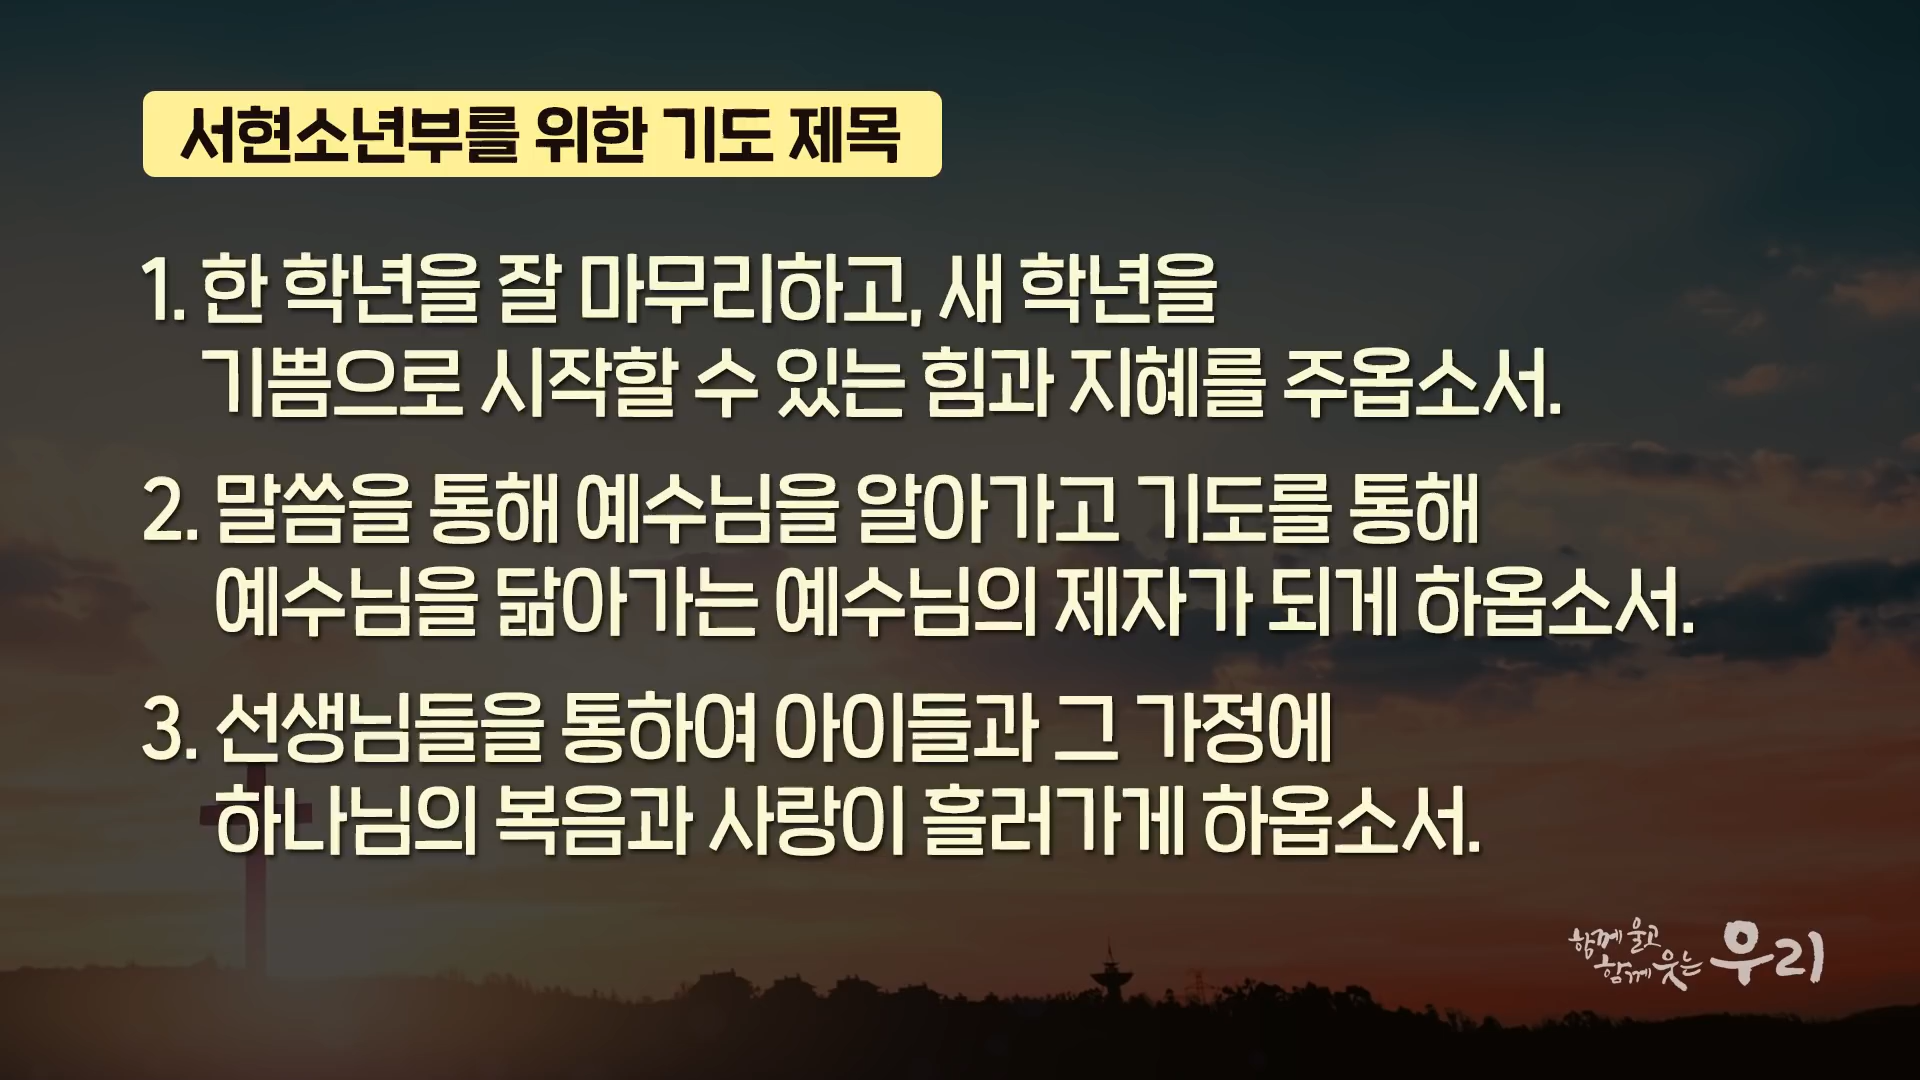 서현소년부를 위한 기도 제목
1. 한 학년을 잘 마무리하고, 새 학년을
기쁨으로 시작할 수 있는 힘과 지혜를 주옵소서.
2. 말씀을 통해 예수님을 알아가고 기도를 통해
예수님을 닮아가는 예수님의 제자가 되게 하옵소서.
3. 선생님들을 통하여 아이들과 그 가정에
하나님의 복음과 사랑이 흘러가게 하옵소서.
함께 울고
함께 웃는 우리